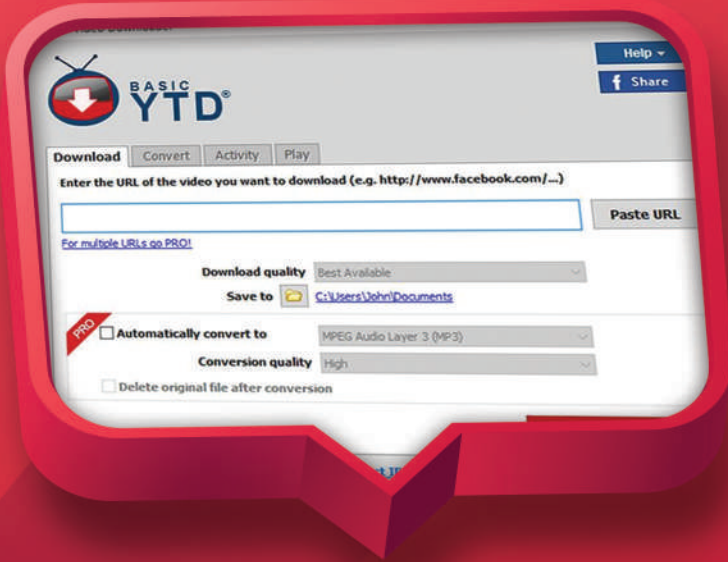 Help
BASIC
YTD®
f Share
Download Convert Activity Play
Enter the URL of the video you want to download (e.g. http://www.facebook.com/...)
Paste URL
For multiple URLs go PRO!
Download quality Best Available
Save to C:\Users\John\Documents
PRO
Automatically convert to MPEG Audio Layer 3 (MP3)
Conversion quality High
Delete original file after conversion